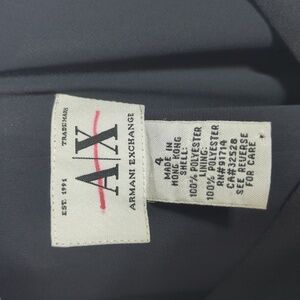 EST. 1991 TRADEMARK
A|X
ARMANI EXCHANGE
4
MADE IN
HONG KONG
SHELL:
100% POLYESTER
LINING:
100% POLYESTER
RN#91714
CA#32528
SEE REVERSE
FOR CARE